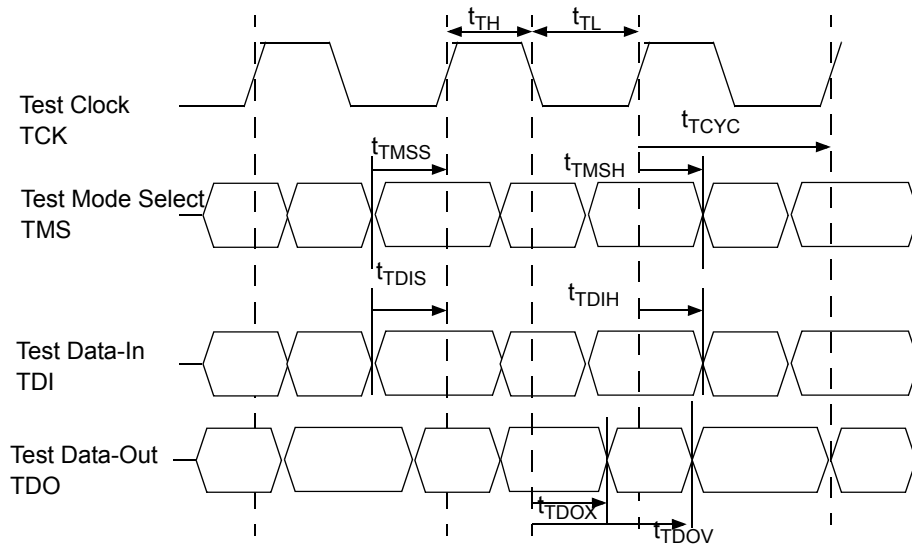 tTH
tTL
Test Clock
TCK
tTCYC
tTMSS
tTMSH
Test Mode Select
TMS
tTDIS
tTDIH
Test Data-In
TDI
Test Data-Out
TDO
tTDOX
tTDOV